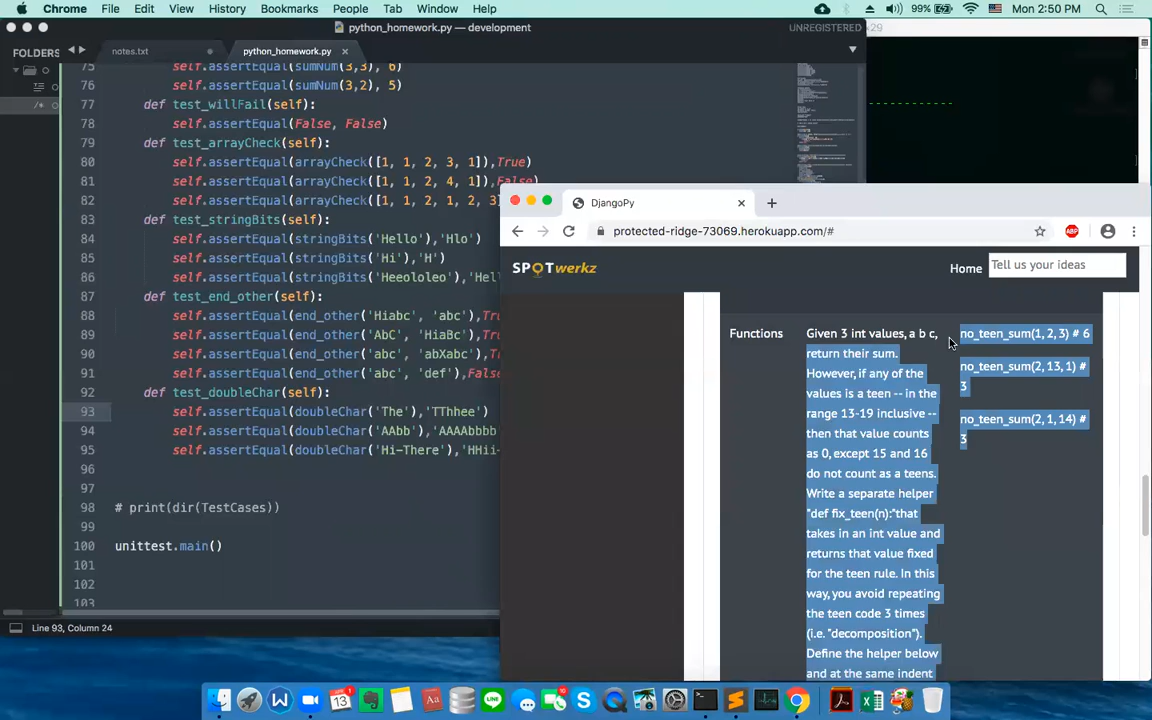 Chrome File Edit View History Bookmarks People Tab Window Help 99% Mon 2:50 PM
python_homework.py — development UNREGISTERED
FOLDERS notes.txt python_homework.py
75 self.assertEqual(sumNum(3,3), 6)
76 self.assertEqual(sumNum(3,2), 5)
77 def test_willFail(self):
78 self.assertEqual(False, False)
79 def test_arrayCheck(self):
80 self.assertEqual(arrayCheck([1, 1, 2, 3, 1]),True)
81 self.assertEqual(arrayCheck([1, 1, 2, 4, 1]),False)
82 self.assertEqual(arrayCheck([1, 1, 2, 1, 2, 3]
83 def test_stringBits(self):
84 self.assertEqual(stringBits('Hello'),'Hlo')
85 self.assertEqual(stringBits('Hi'),'H')
86 self.assertEqual(stringBits('Heeololeo','Hell
87 def test_end_other(self):
88 self.assertEqual(end_other('Hiabc', 'abc'),Tru
89 self.assertEqual(end_other('AbC', 'HiaBc'),Tru
90 self.assertEqual(end_other('abc', 'abXabc'),Tr
91 self.assertEqual(end_other('abc', 'def'),False
92 def test_doubleChar(self):
93 self.assertEqual(doubleChar('The'),'TThhee')
94 self.assertEqual(doubleChar('AAbb'),'AAAAbbbb
95 self.assertEqual(doubleChar('Hi-There'),'HHii-
96
97
98 # print(dir(TestCases))
99
100 unittest.main()
101
102
103
Line 93, Column 24
DjangoPy
protected-ridge-73069.herokuapp.com/#
SPOTwerkz Home Tell us your ideas
Functions
Given 3 int values, a b c,
return their sum.
However, if any of the
values is a teen -- in the
range 13-19 inclusive --
then that value counts
as 0, except 15 and 16
do not count as a teens.
Write a separate helper
"def fix_teen(n):"that
takes in an int value and
returns that value fixed
for the teen rule. In this
way, you avoid repeating
the teen code 3 times
(i.e. "decomposition").
Define the helper below
and at the same indent
no_teen_sum(1, 2, 3) # 6
no_teen_sum(2, 13, 1) #
3
no_teen_sum(2, 1, 14) #
3